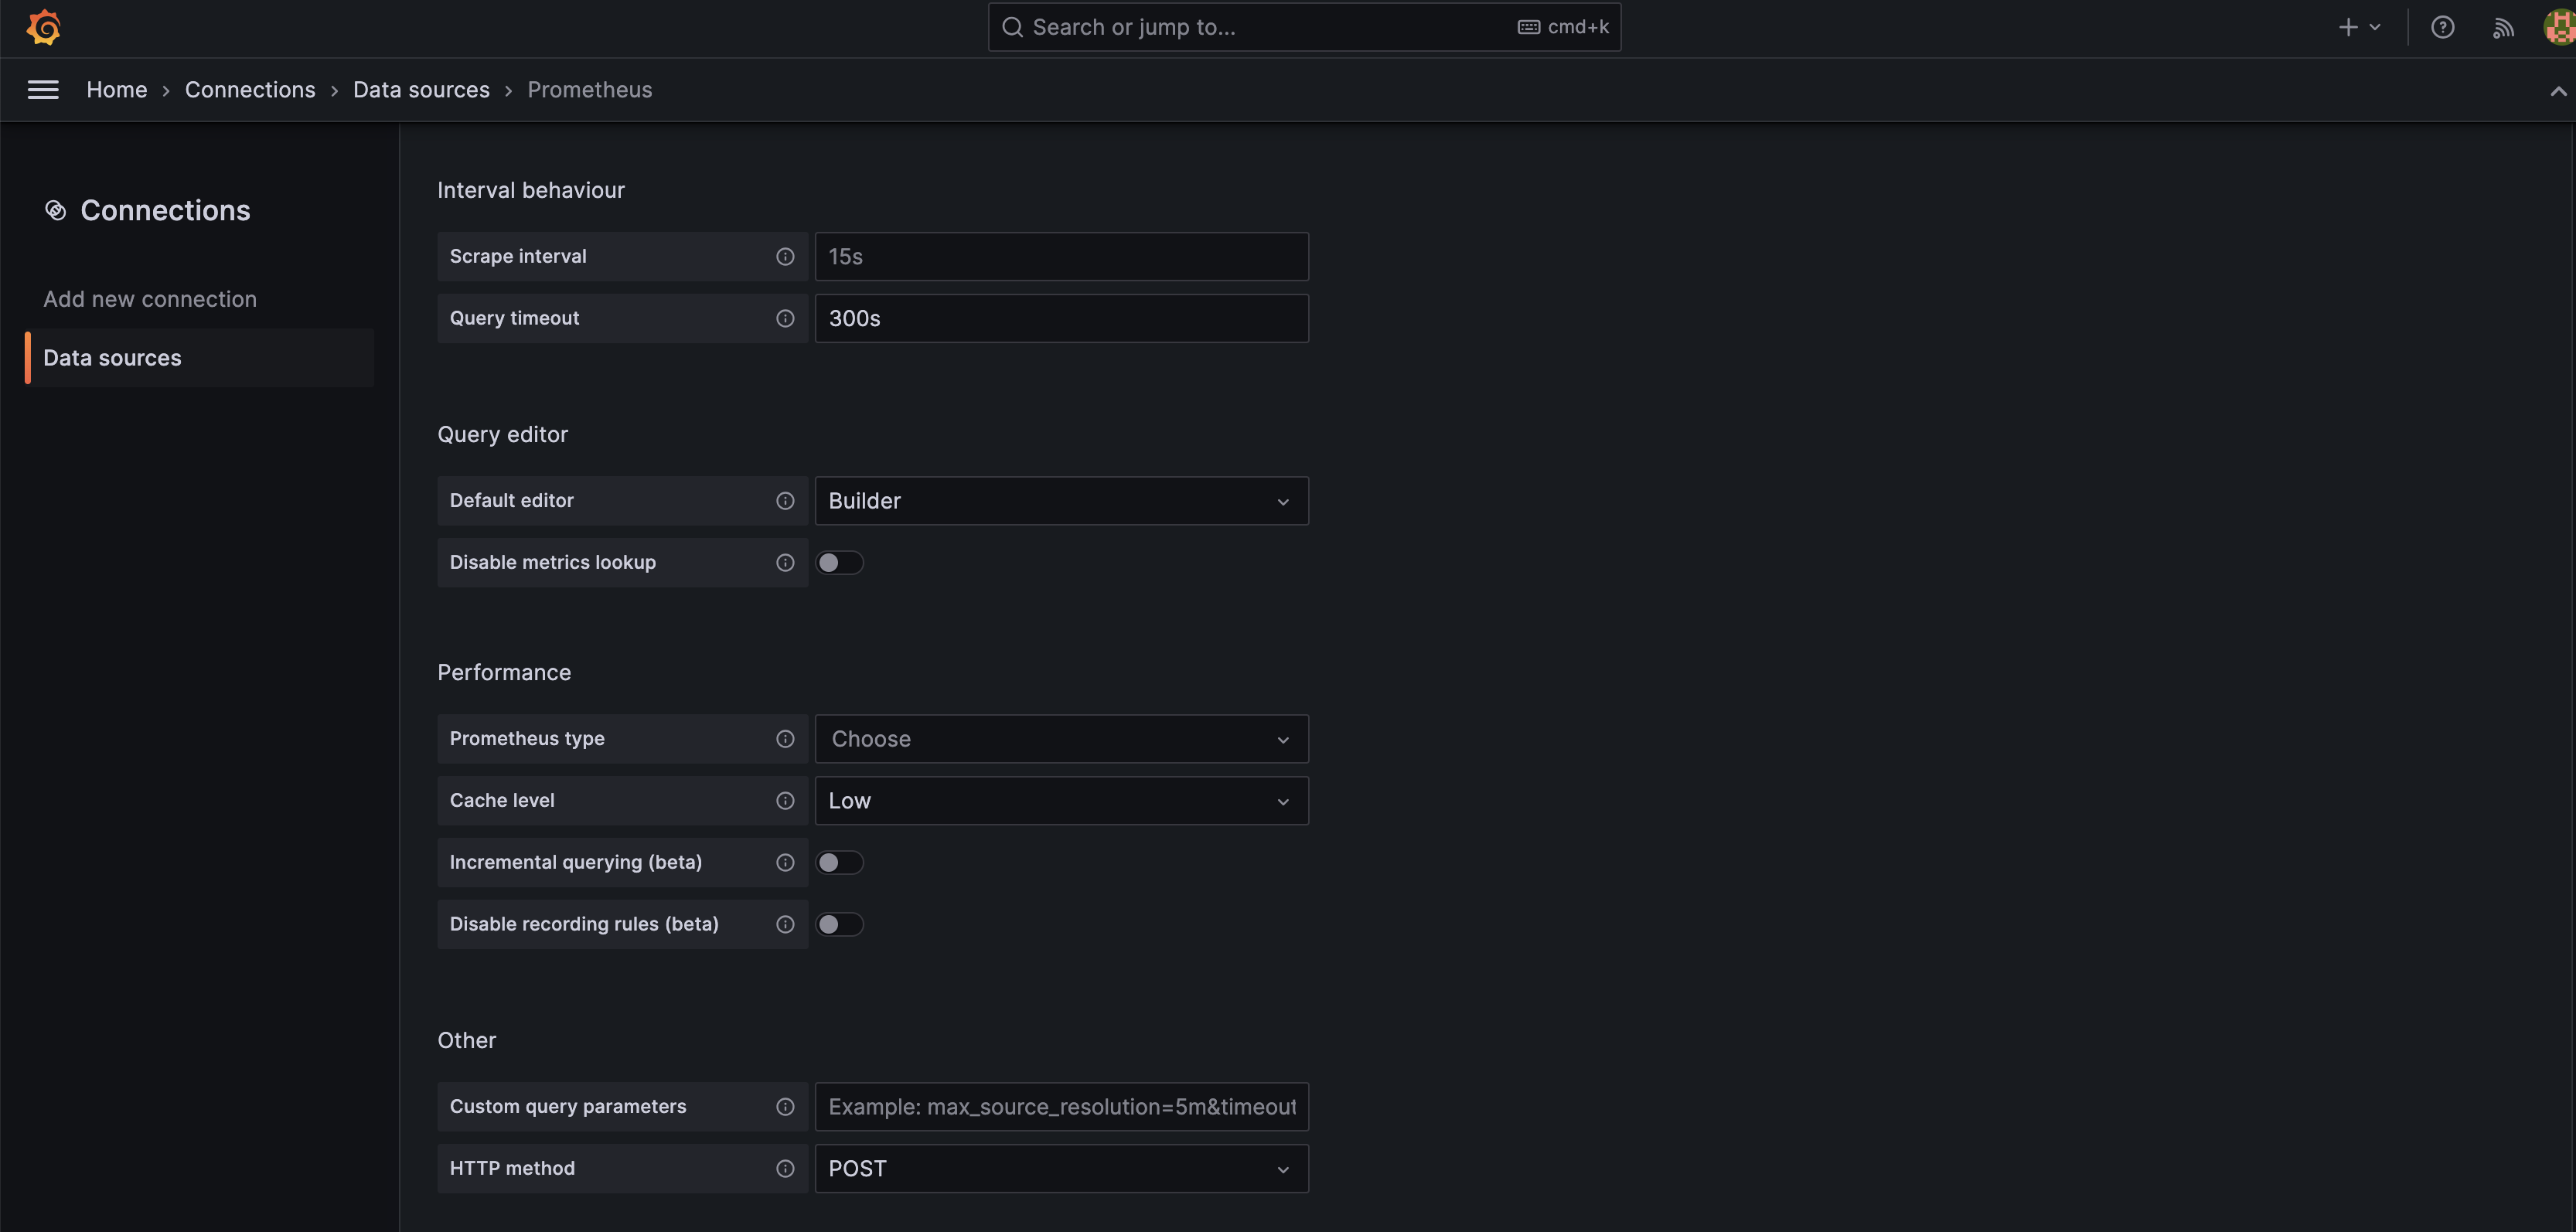 Search or jump to... cmd+k
Home › Connections › Data sources › Prometheus
Connections
Add new connection
Data sources
Interval behaviour
Scrape interval 15s
Query timeout 300s
Query editor
Default editor Builder
Disable metrics lookup
Performance
Prometheus type Choose
Cache level Low
Incremental querying (beta)
Disable recording rules (beta)
Other
Custom query parameters Example: max_source_resolution=5m&timeout
HTTP method POST